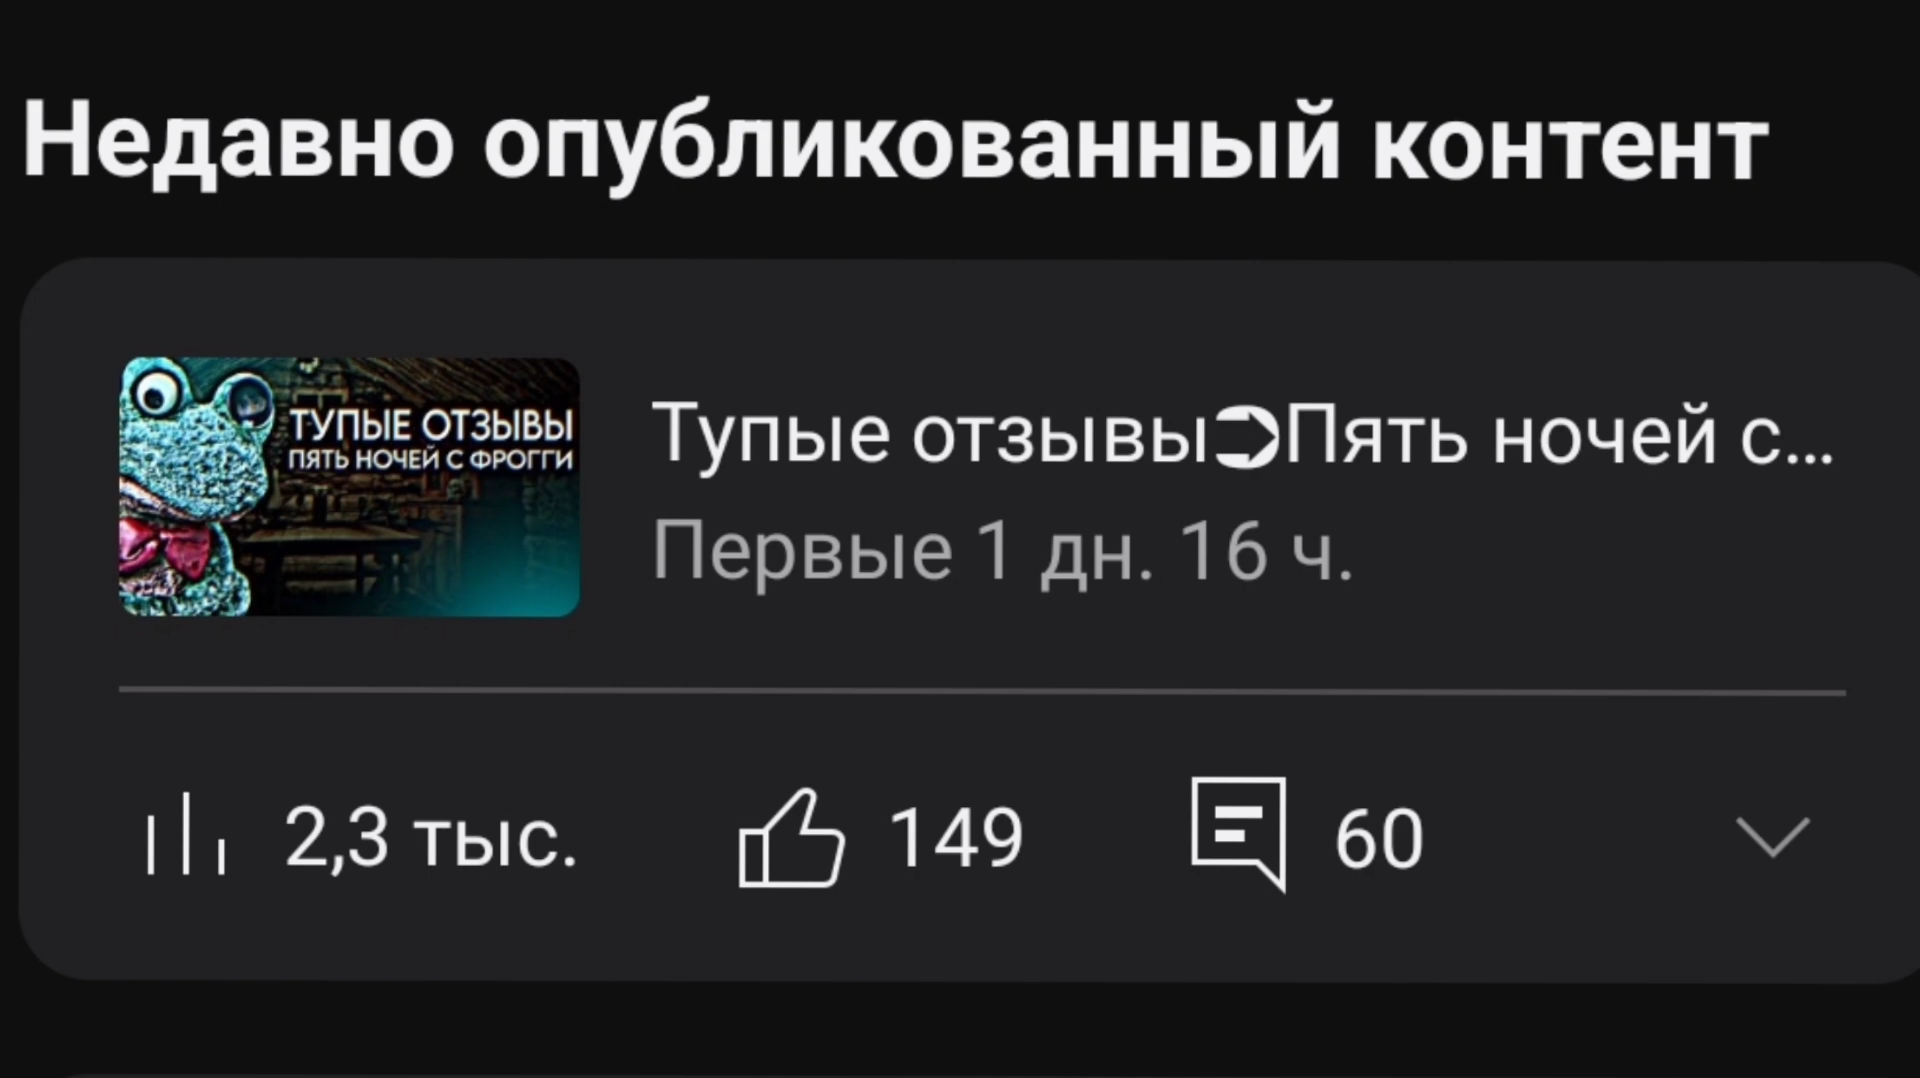 Недавно опубликованный контент
ТУПЫЕ ОТЗЫВЫ
ПЯТЬ НОЧЕЙ С ФРОГГИ
Тупые отзывы➲Пять ночей с...
Первые 1 дн. 16 ч.
2,3 тыс. 149 60